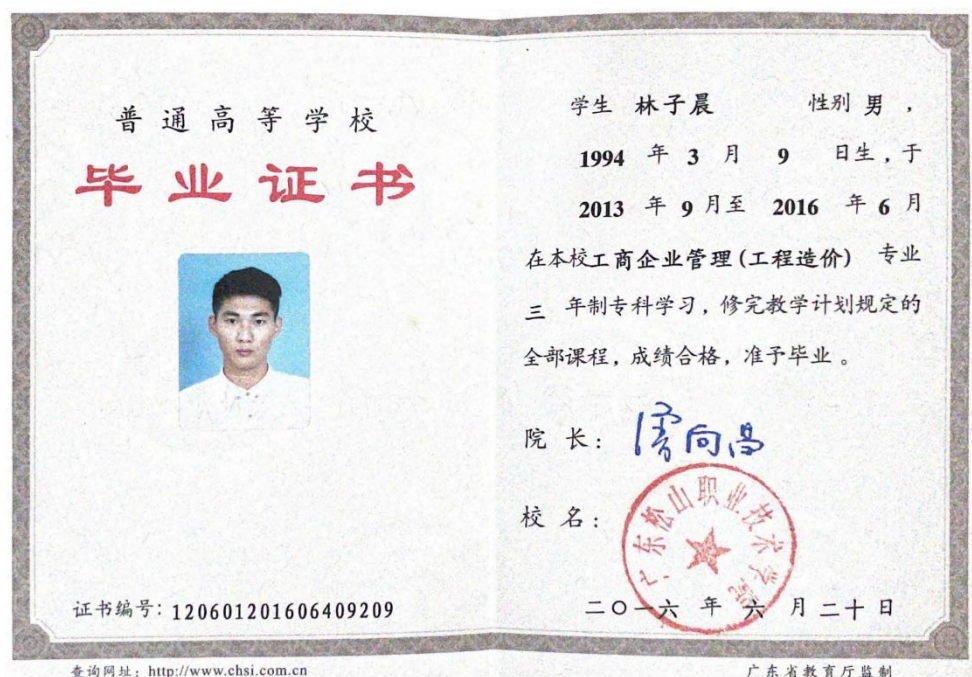 普通高等学校
毕业证书
证书编号：120601201606409209
查询网址：http://www.chsi.com.cn
学生 林子晨 性别 男，
1994 年 3 月 9 日生，于
2013 年 9 月至 2016 年 6 月
在本校工商企业管理(工程造价) 专业
三 年制专科学习，修完教学计划规定的
全部课程，成绩合格，准予毕业。
院 长：
校 名：
广东松山职业技术学院
二〇一六 年 六 月 二十 日
广东省教育厅监制